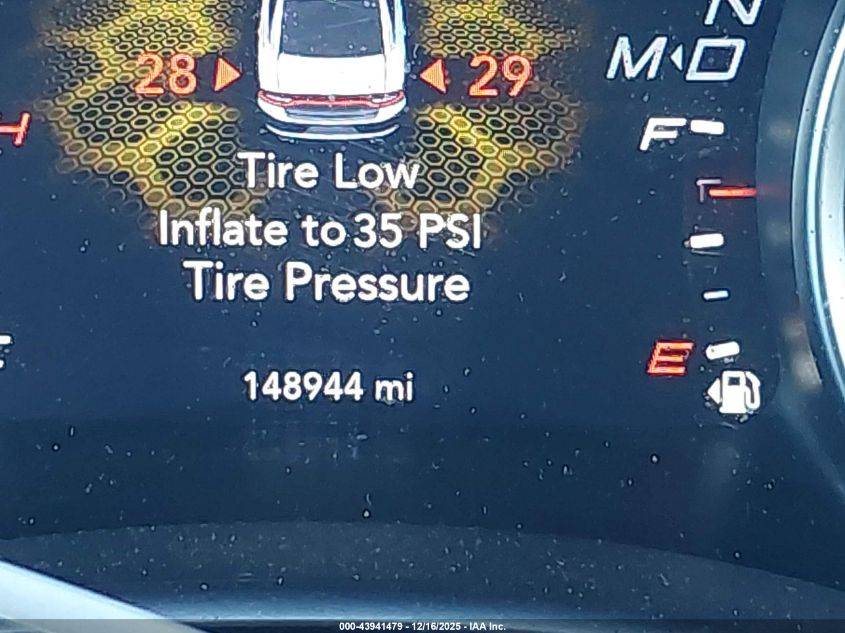 N
M D
28 29
H
F
Tire Low
Inflate to 35 PSI
Tire Pressure
E
148944 mi
000-43941479 - 12/16/2025 - IAA Inc.